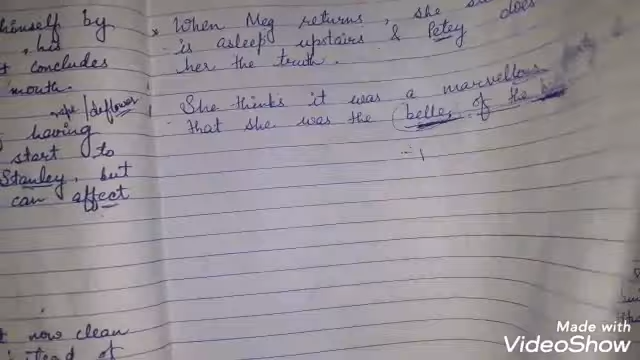 himself by
his
concludes
mouth.
rape/deflower
having
start to
Stanley, but
can affect
now clean
instead of
* When Meg returns, she
is asleep upstairs & Petey does
her the truth.
She thinks it was a marvellous
that she was the belle of the
Made with
VideoShow